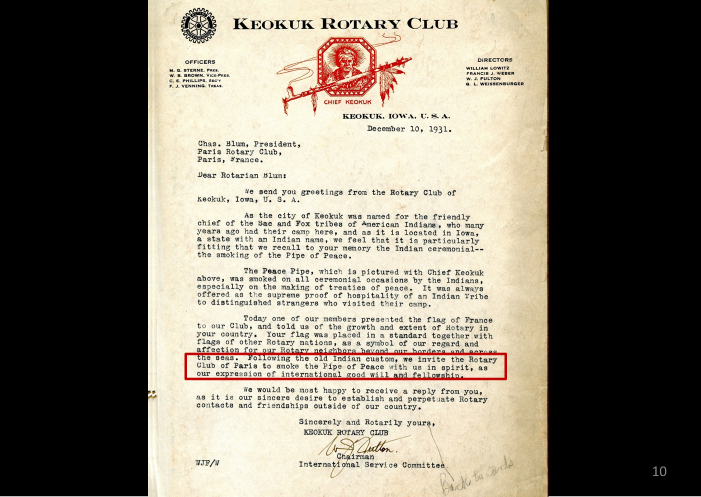 KEOKUK ROTARY CLUB
OFFICERS
DIRECTORS
M. G. STERNE, PRES.
W. S. BROWN, VICE-PRES.
C. E. PHILLIPS, SEC'Y
F. J. VENNING, TREAS.
WILLIAM LOWITZ
FRANCIS J. WEBER
W. J. FULTON
G. L. WEISSENBURGER
CHIEF KEOKUK
KEOKUK, IOWA, U. S. A.
December 10, 1931.
Chas. Blum, President,
Paris Rotary Club,
Paris, France.
Dear Rotarian Blum:
We send you greetings from the Rotary Club of
Keokuk, Iowa, U. S. A.
As the city of Keokuk was named for the friendly
chief of the Sac and Fox tribes of American Indians, who many
years ago had their camp here, and as it is located in Iowa,
a state with an Indian name, we feel that it is particularly
fitting that we recall to your memory the Indian ceremonial--
the smoking of the Pipe of Peace.
The Peace Pipe, which is pictured with Chief Keokuk
above, was smoked on all ceremonial occasions by the Indians,
especially on the making of treaties of peace. It was always
offered as the supreme proof of hospitality of an Indian Tribe
to distinguished strangers who visited their camp.
Today one of our members presented the flag of France
to our Club, and told us of the growth and extent of Rotary in
your country. Your flag was placed in a standard together with
flags of other Rotary nations, as a symbol of our regard and
affection for our Rotary neighbors beyond our borders and across
the seas. Following the old Indian custom, we invite the Rotary
Club of Paris to smoke the Pipe of Peace with us in spirit, as
our expression of international good will and fellowship.
We would be most happy to receive a reply from you,
as it is our sincere desire to establish and perpetuate Rotary
contacts and friendships outside of our country.
Sincerely and Rotarily yours,
KEOKUK ROTARY CLUB
W J Fulton.
Chairman
WJF/W
International Service Committee
10